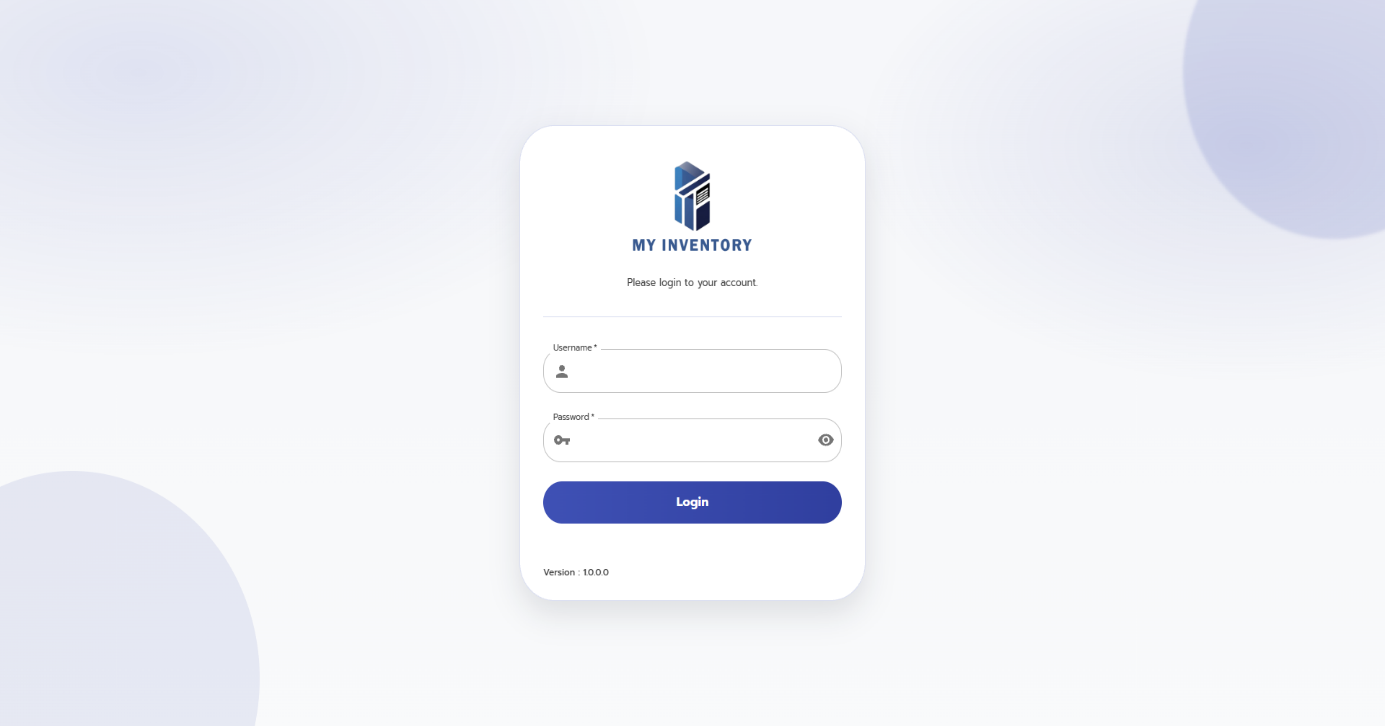 MY INVENTORY
Please login to your account.
Username *
Password *
Login
Version : 1.0.0.0